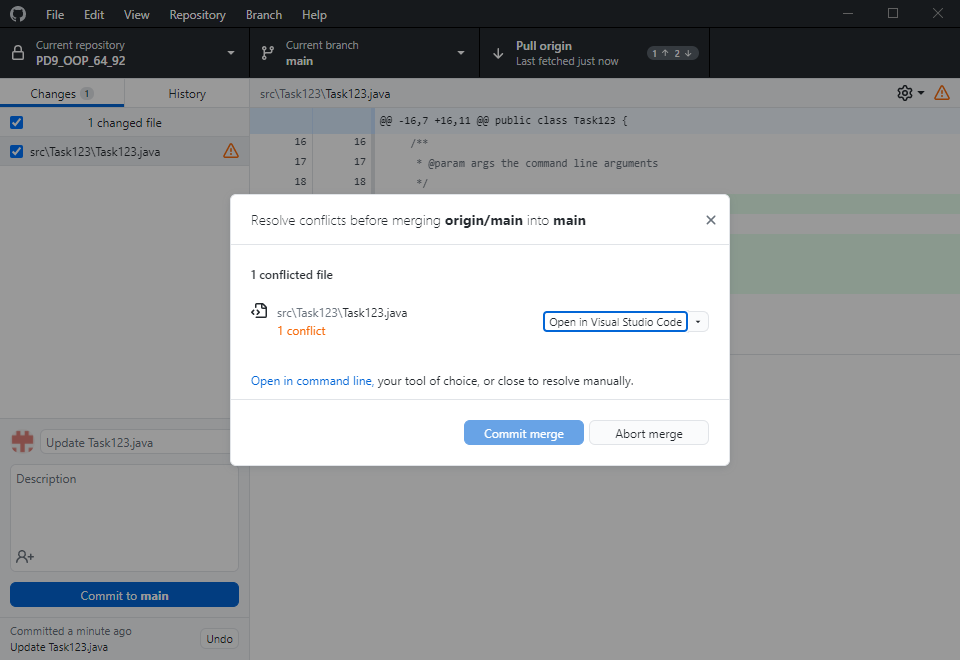 File Edit View Repository Branch Help
Current repository
PD9_OOP_64_92
Current branch
main
Pull origin
Last fetched just now
1 ↑ 2 ↓
Changes 1
History
src\Task123\Task123.java
1 changed file
src\Task123\Task123.java
@@ -16,7 +16,11 @@ public class Task123 {
16 16 /**
17 17 * @param args the command line arguments
18 18 */
Resolve conflicts before merging origin/main into main
1 conflicted file
src\Task123\Task123.java
1 conflict
Open in Visual Studio Code
Open in command line, your tool of choice, or close to resolve manually.
Commit merge
Abort merge
Update Task123.java
Description
Commit to main
Committed a minute ago
Update Task123.java
Undo